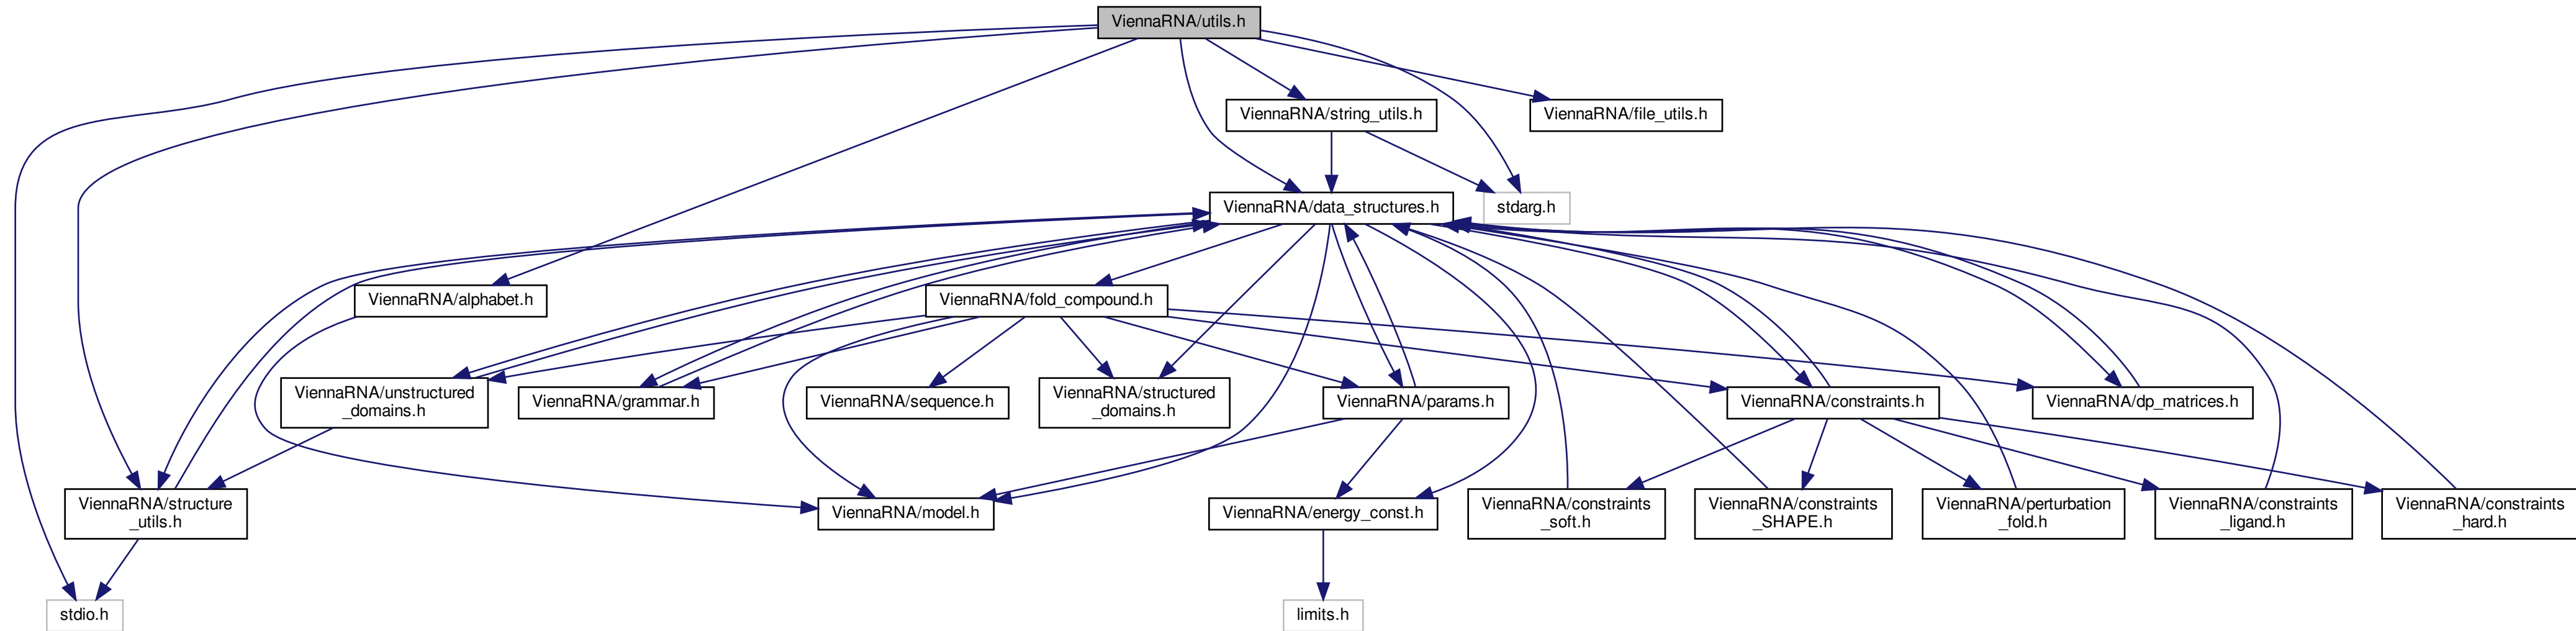 ViennaRNA/utils.h
ViennaRNA/string_utils.h
ViennaRNA/file_utils.h
ViennaRNA/data_structures.h
stdarg.h
ViennaRNA/alphabet.h
ViennaRNA/fold_compound.h
ViennaRNA/unstructured
_domains.h
ViennaRNA/grammar.h
ViennaRNA/sequence.h
ViennaRNA/structured
_domains.h
ViennaRNA/params.h
ViennaRNA/constraints.h
ViennaRNA/dp_matrices.h
ViennaRNA/structure
_utils.h
ViennaRNA/model.h
ViennaRNA/energy_const.h
ViennaRNA/constraints
_soft.h
ViennaRNA/constraints
_SHAPE.h
ViennaRNA/perturbation
_fold.h
ViennaRNA/constraints
_ligand.h
ViennaRNA/constraints
_hard.h
stdio.h
limits.h